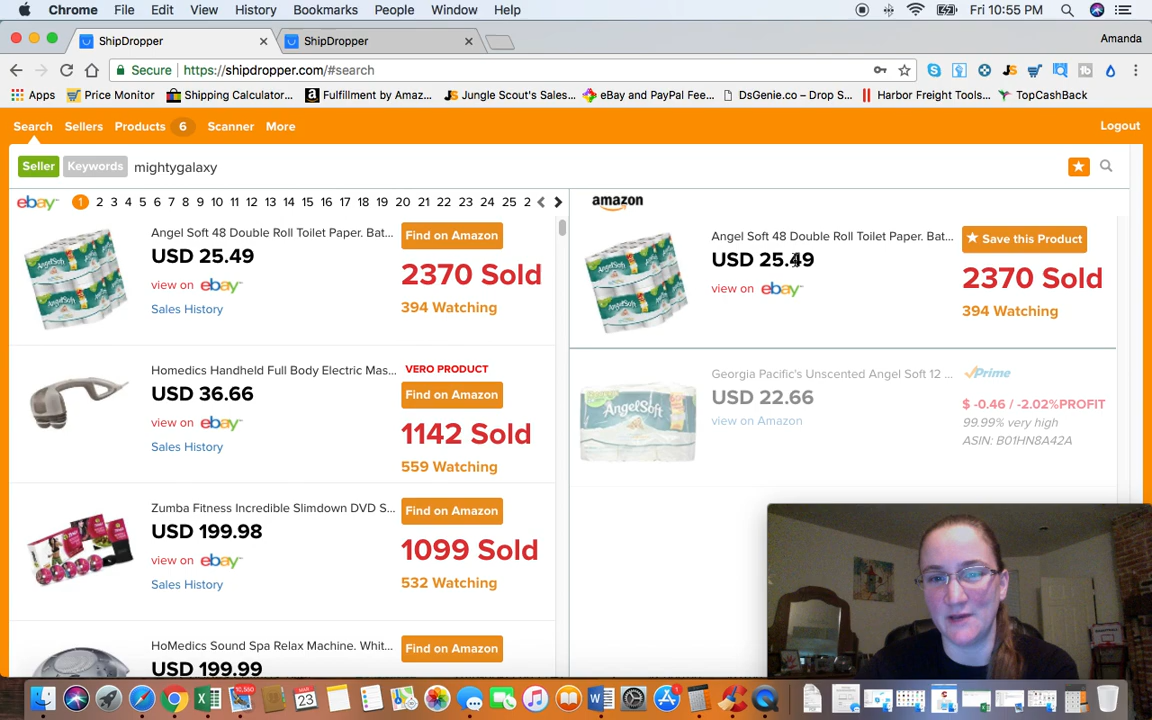 Chrome File Edit View History Bookmarks People Window Help Fri 10:55 PM
ShipDropper ShipDropper Amanda
Secure https://shipdropper.com/#search
Apps Price Monitor Shipping Calculator... Fulfillment by Amaz... Jungle Scout's Sales... eBay and PayPal Fee... DsGenie.co – Drop S... Harbor Freight Tools... TopCashBack
Search Sellers Products 6 Scanner More Logout
Seller Keywords mightygalaxy
ebay 1 2 3 4 5 6 7 8 9 10 11 12 13 14 15 16 17 18 19 20 21 22 23 24 25 2
Angel Soft 48 Double Roll Toilet Paper. Bat...
USD 25.49
view on ebay
Sales History
Find on Amazon
2370 Sold
394 Watching
Homedics Handheld Full Body Electric Mas...
USD 36.66
view on ebay
Sales History
VERO PRODUCT
Find on Amazon
1142 Sold
559 Watching
Zumba Fitness Incredible Slimdown DVD S...
USD 199.98
view on ebay
Sales History
Find on Amazon
1099 Sold
532 Watching
HoMedics Sound Spa Relax Machine. Whit...
USD 199.99
Find on Amazon
amazon
Angel Soft 48 Double Roll Toilet Paper. Bat...
USD 25.49
view on ebay
Save this Product
2370 Sold
394 Watching
Georgia Pacific's Unscented Angel Soft 12 ...
USD 22.66
view on Amazon
Prime
$ -0.46 / -2.02%PROFIT
99.99% very high
ASIN: B01HN8A42A
AngelSoft